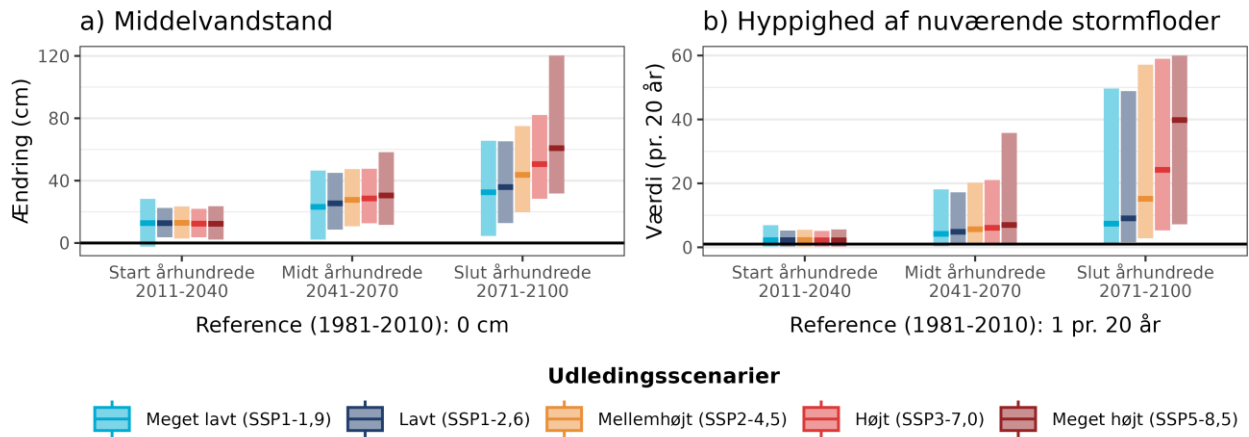 a) Middelvandstand
Ændring (cm)
120
80
40
0
Start århundrede
2011-2040
Midt århundrede
2041-2070
Slut århundrede
2071-2100
Reference (1981-2010): 0 cm
b) Hyppighed af nuværende stormfloder
Værdi (pr. 20 år)
60
40
20
0
Start århundrede
2011-2040
Midt århundrede
2041-2070
Slut århundrede
2071-2100
Reference (1981-2010): 1 pr. 20 år
Udledingsscenarier
Meget lavt (SSP1-1,9)
Lavt (SSP1-2,6)
Mellemhøjt (SSP2-4,5)
Højt (SSP3-7,0)
Meget højt (SSP5-8,5)